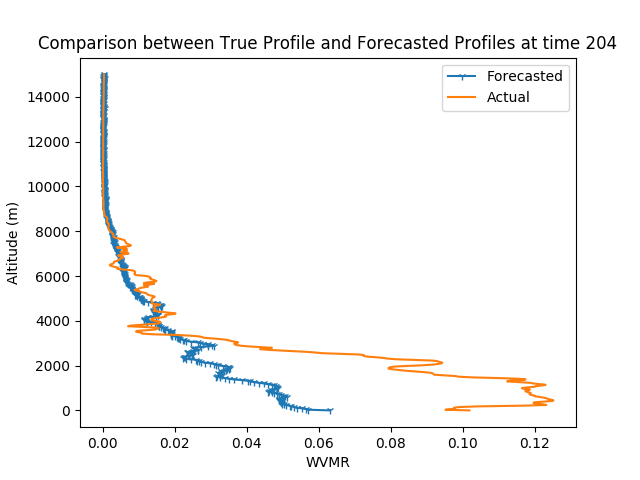 Comparison between True Profile and Forecasted Profiles at time 204
Forecasted
Actual
14000
12000
10000
8000
6000
4000
2000
0
Altitude (m)
0.00 0.02 0.04 0.06 0.08 0.10 0.12
WVMR